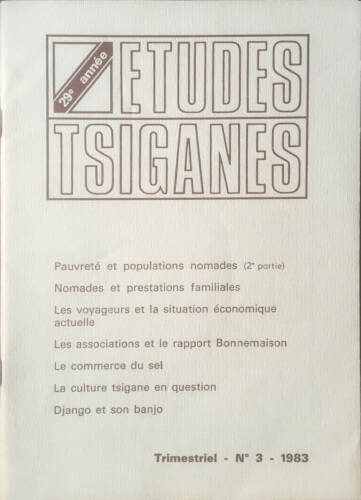 29e année
ETUDES
TSIGANES
Pauvreté et populations nomades (2e partie)
Nomades et prestations familiales
Les voyageurs et la situation économique
actuelle
Les associations et le rapport Bonnemaison
Le commerce du sel
La culture tsigane en question
Django et son banjo
Trimestriel - N° 3 - 1983